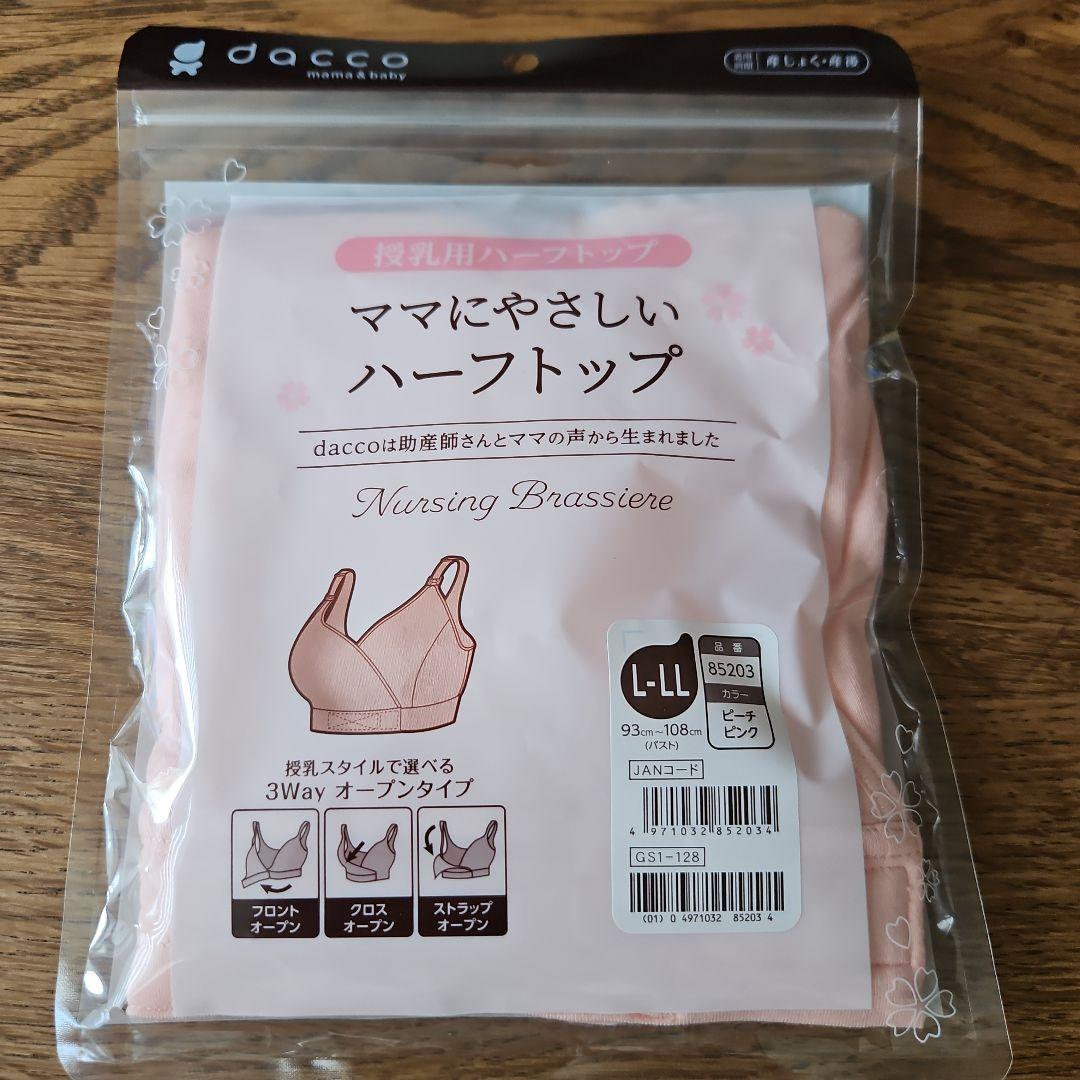 dacco
mama & baby
産じょく・産後
授乳用ハーフトップ
ママにやさしい
ハーフトップ
daccoは助産師さんとママの声から生まれました
Nursing Brassiere
授乳スタイルで選べる
3Way オープンタイプ
フロント
オープン
クロス
オープン
ストラップ
オープン
L-LL
93cm~108cm
(バスト)
品番
85203
カラー
ピーチ
ピンク
JANコード
4 971032 852034
GS1-128
(01) 0 4971032 85203 4